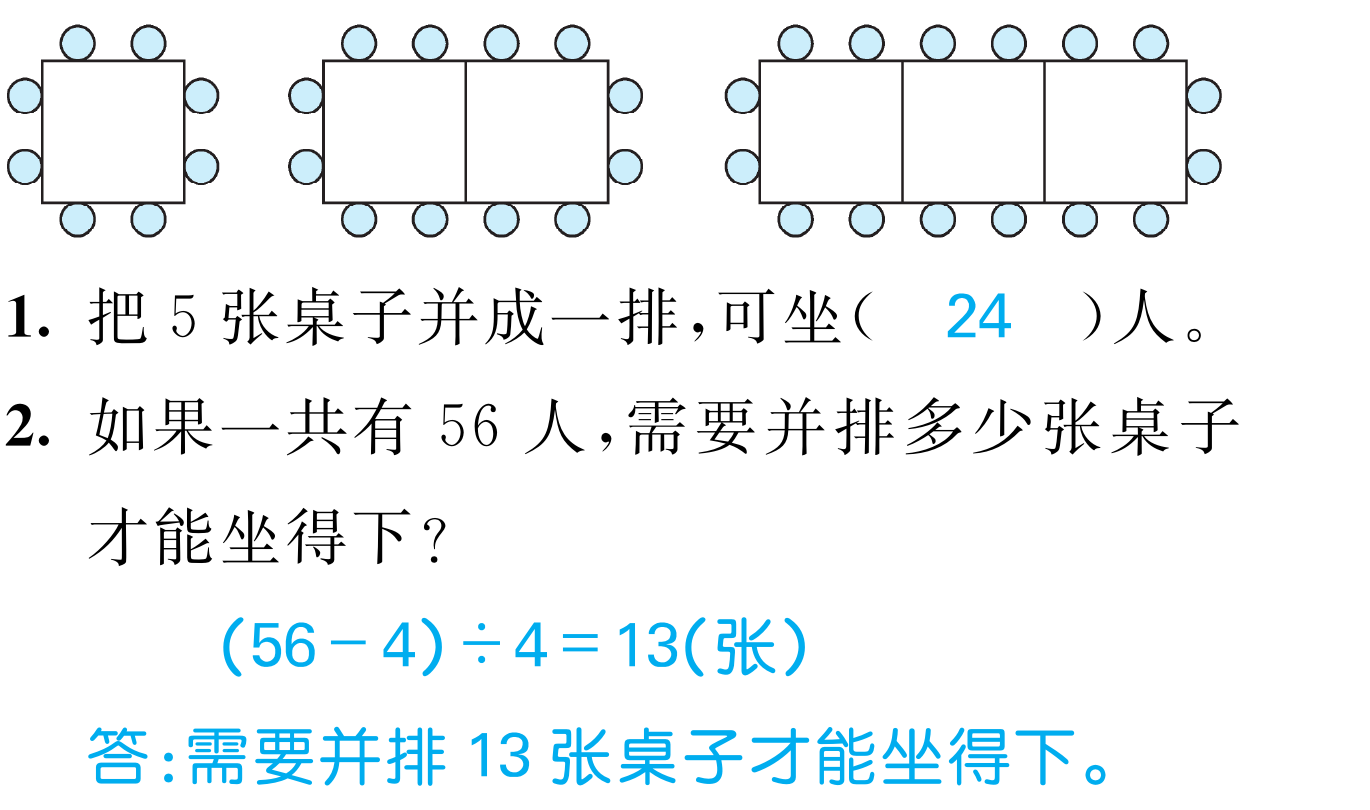 1. 把 5 张桌子并成一排,可坐( 24 )人。
2. 如果一共有 56 人,需要并排多少张桌子
才能坐得下?
(56-4)÷4=13(张)
答:需要并排 13 张桌子才能坐得下。